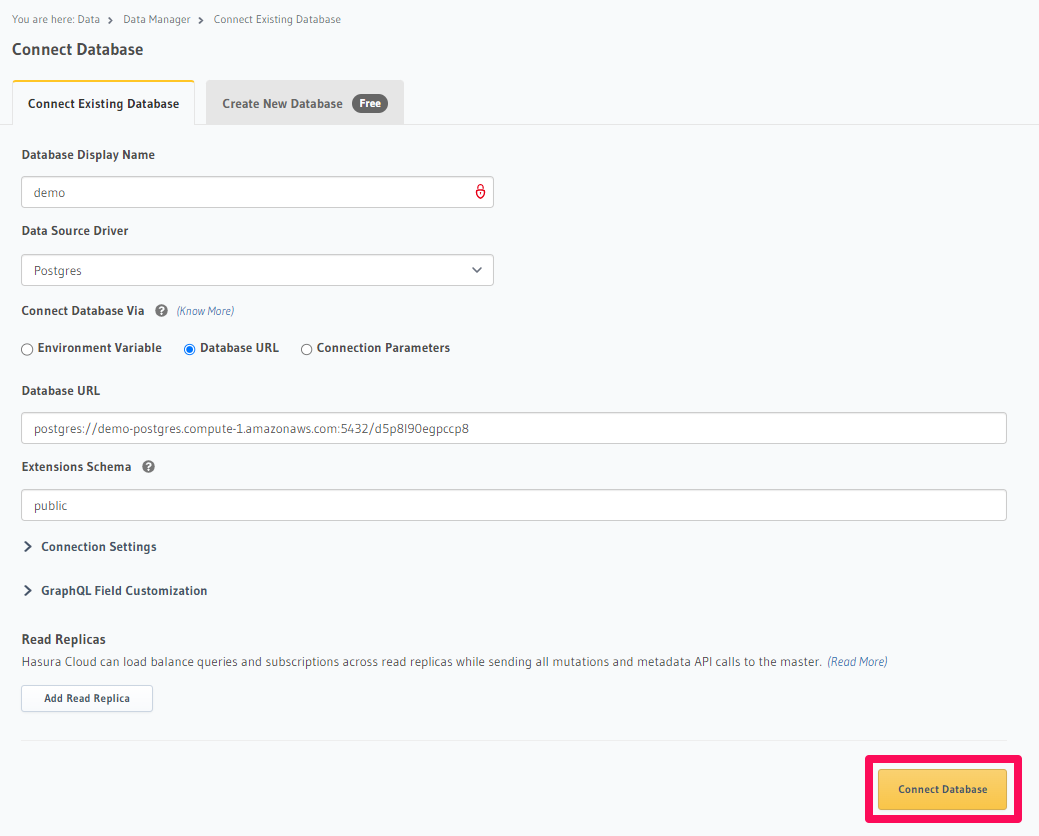 You are here: Data > Data Manager > Connect Existing Database
Connect Database
Connect Existing Database Create New Database Free
Database Display Name
demo
Data Source Driver
Postgres
Connect Database Via ? (Know More)
Environment Variable Database URL Connection Parameters
Database URL
postgres://demo-postgres.compute-1.amazonaws.com:5432/d5p8l90egpccp8
Extensions Schema ?
public
Connection Settings
GraphQL Field Customization
Read Replicas
Hasura Cloud can load balance queries and subscriptions across read replicas while sending all mutations and metadata API calls to the master. (Read More)
Add Read Replica
Connect Database